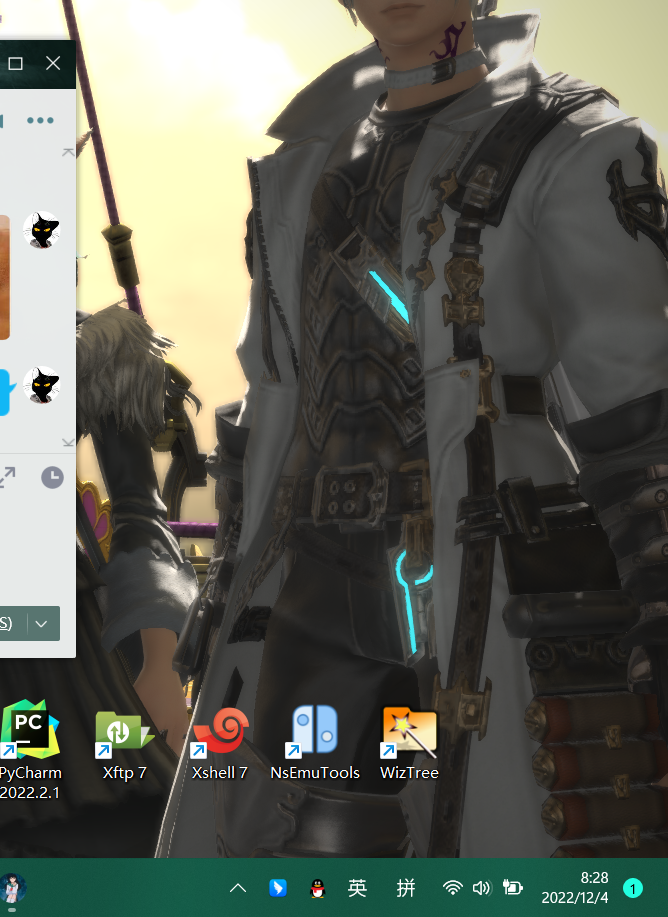 S)
PC
PyCharm
2022.2.1
Xftp 7
Xshell 7
NsEmuTools
WizTree
英
拼
8:28
2022/12/4
1